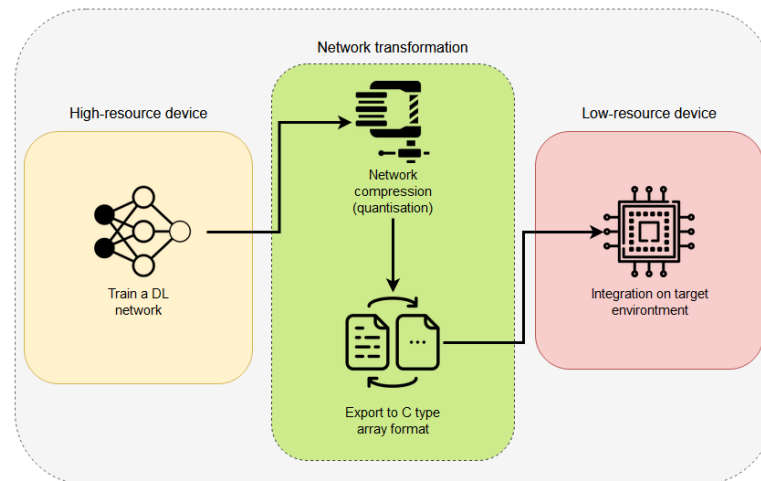 Network transformation
High-resource device
Low-resource device
Network
compression
(quantisation)
Train a DL
network
Integration on target
environtment
Export to C type
array format